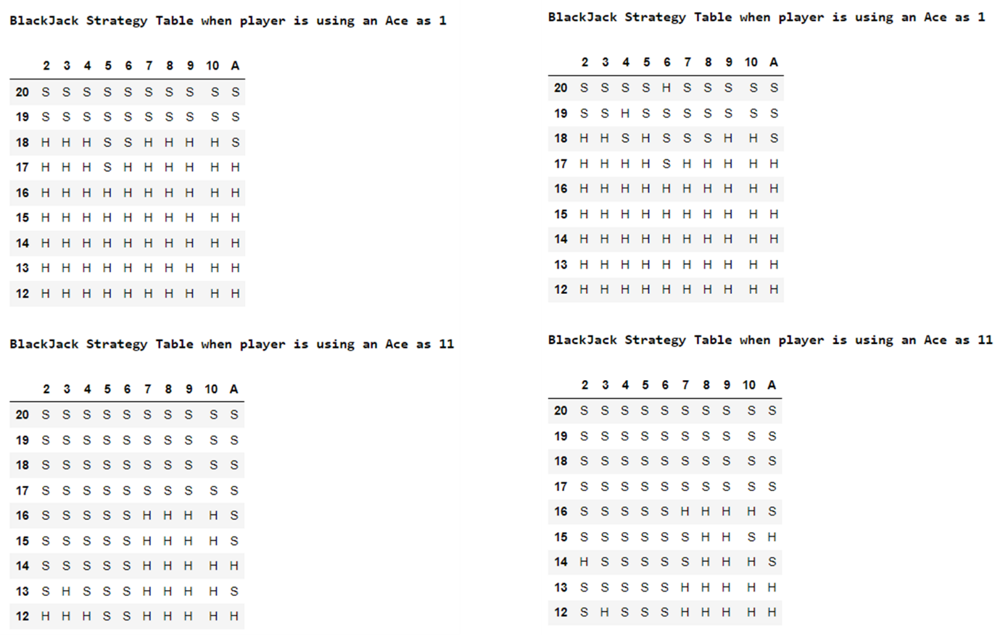 BlackJack Strategy Table when player is using an Ace as 1
2 3 4 5 6 7 8 9 10 A
20 S S S S S S S S S S
19 S S S S S S S S S S
18 H H H S S H H H H S
17 H H H S H H H H H H
16 H H H H H H H H H H
15 H H H H H H H H H H
14 H H H H H H H H H H
13 H H H H H H H H H H
12 H H H H H H H H H H
BlackJack Strategy Table when player is using an Ace as 11
2 3 4 5 6 7 8 9 10 A
20 S S S S S S S S S S
19 S S S S S S S S S S
18 S S S S S S S S S S
17 S S S S S S S S S S
16 S S S S S H H H H S
15 S S S S S H H H H S
14 S S S S S H H H H H
13 S H S S S H H H H S
12 H H H S S H H H H H
BlackJack Strategy Table when player is using an Ace as 1
2 3 4 5 6 7 8 9 10 A
20 S S S S H S S S S S
19 S S H S S S S S S S
18 H H S H S S S H H S
17 H H H H S H H H H H
16 H H H H H H H H H H
15 H H H H H H H H H H
14 H H H H H H H H H H
13 H H H H H H H H H H
12 H H H H H H H H H H
BlackJack Strategy Table when player is using an Ace as 11
2 3 4 5 6 7 8 9 10 A
20 S S S S S S S S S S
19 S S S S S S S S S S
18 S S S S S S S S S S
17 S S S S S S S S S S
16 S S S S S H H H H S
15 S S S S S S H H S H
14 H S S S S S H H H S
13 S S S S S H H H H H
12 S H S S S H H H H H